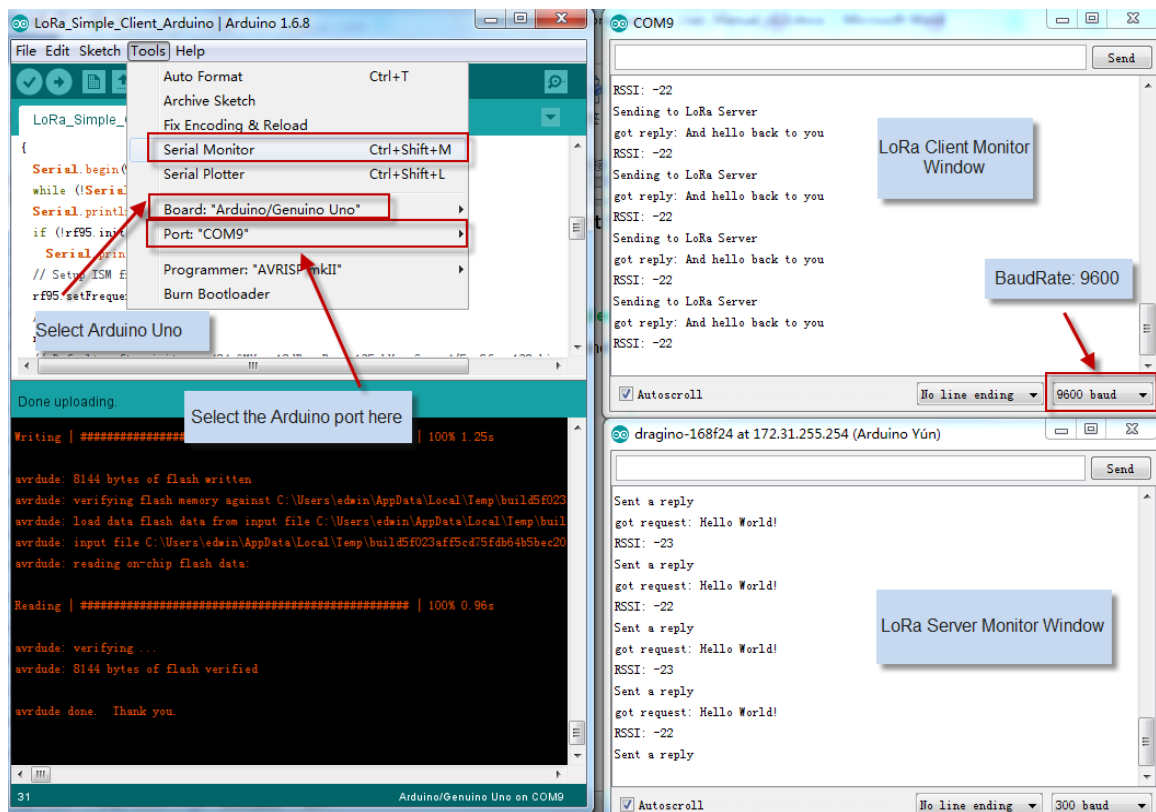 LoRa_Simple_Client_Arduino | Arduino 1.6.8
File Edit Sketch Tools Help
LoRa_Simple_
{
Serial.begin(
while (!Serial
Serial.println
if (!rf95.init
Serial.prin
// Setup ISM f
rf95.setFreque
Auto Format Ctrl+T
Archive Sketch
Fix Encoding & Reload
Serial Monitor Ctrl+Shift+M
Serial Plotter Ctrl+Shift+L
Board: "Arduino/Genuino Uno"
Port: "COM9"
Programmer: "AVRISP mkII"
Burn Bootloader
Select Arduino Uno
Select the Arduino port here
Done uploading.
Writing | ################ | 100% 1.25s
avrdude: 8144 bytes of flash written
avrdude: verifying flash memory against C:\Users\edwin\AppData\Local\Temp\build5f023
avrdude: load data flash data from input file C:\Users\edwin\AppData\Local\Temp\buil
avrdude: input file C:\Users\edwin\AppData\Local\Temp\build5f023aff5cd75fdb64b5bec20
avrdude: reading on-chip flash data:
Reading | ################################################## | 100% 0.96s
avrdude: verifying ...
avrdude: 8144 bytes of flash verified
avrdude done. Thank you.
31 Arduino/Genuino Uno on COM9
COM9
Send
RSSI: -22
Sending to LoRa Server
got reply: And hello back to you
RSSI: -22
Sending to LoRa Server
got reply: And hello back to you
RSSI: -22
Sending to LoRa Server
got reply: And hello back to you
RSSI: -22
Sending to LoRa Server
got reply: And hello back to you
RSSI: -22
LoRa Client Monitor
Window
BaudRate: 9600
Autoscroll No line ending 9600 baud
dragino-168f24 at 172.31.255.254 (Arduino Yún)
Send
Sent a reply
got request: Hello World!
RSSI: -23
Sent a reply
got request: Hello World!
RSSI: -22
Sent a reply
got request: Hello World!
RSSI: -23
Sent a reply
got request: Hello World!
RSSI: -22
Sent a reply
LoRa Server Monitor Window
Autoscroll No line ending 300 baud